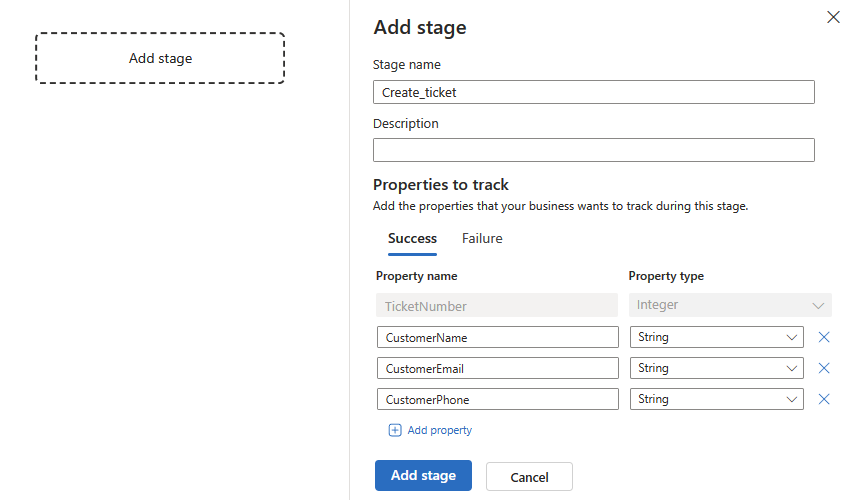 Add stage
Add stage
Stage name
Create_ticket
Description
Properties to track
Add the properties that your business wants to track during this stage.
Success Failure
Property name Property type
TicketNumber Integer
CustomerName String
CustomerEmail String
CustomerPhone String
Add property
Add stage Cancel